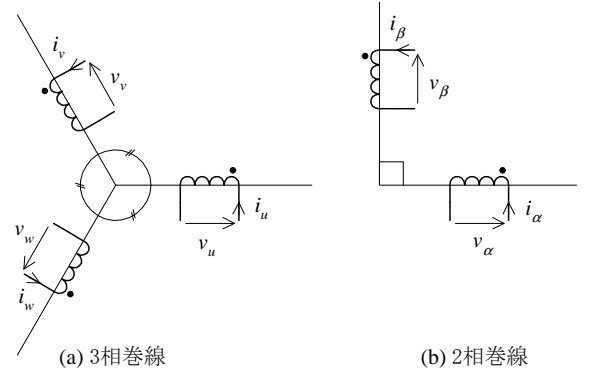 i_v
v_v
v_w
i_w
i_u
v_u
i_β
v_β
i_α
v_α
(a) 3相巻線
(b) 2相巻線